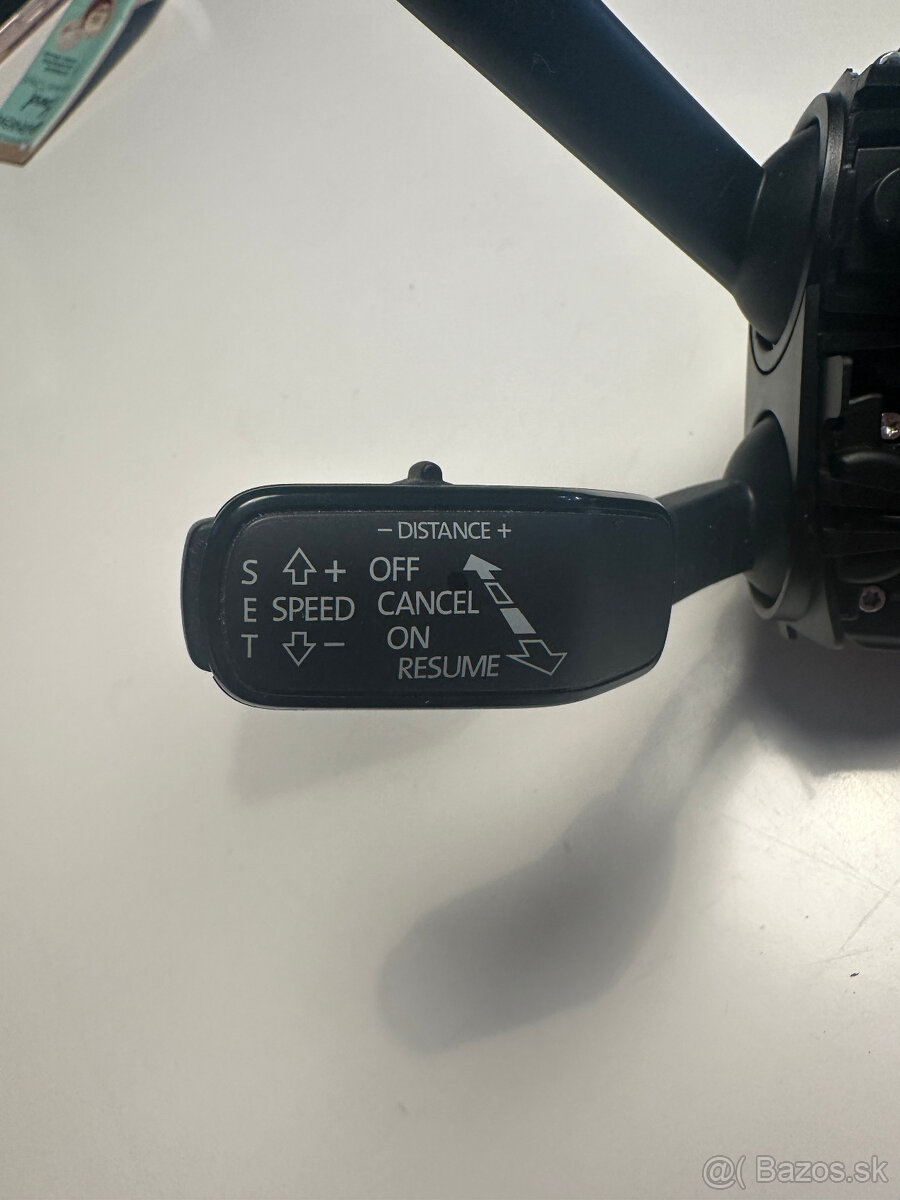 − DISTANCE +
S + OFF
E SPEED CANCEL
T − ON
RESUME
@( Bazos.sk